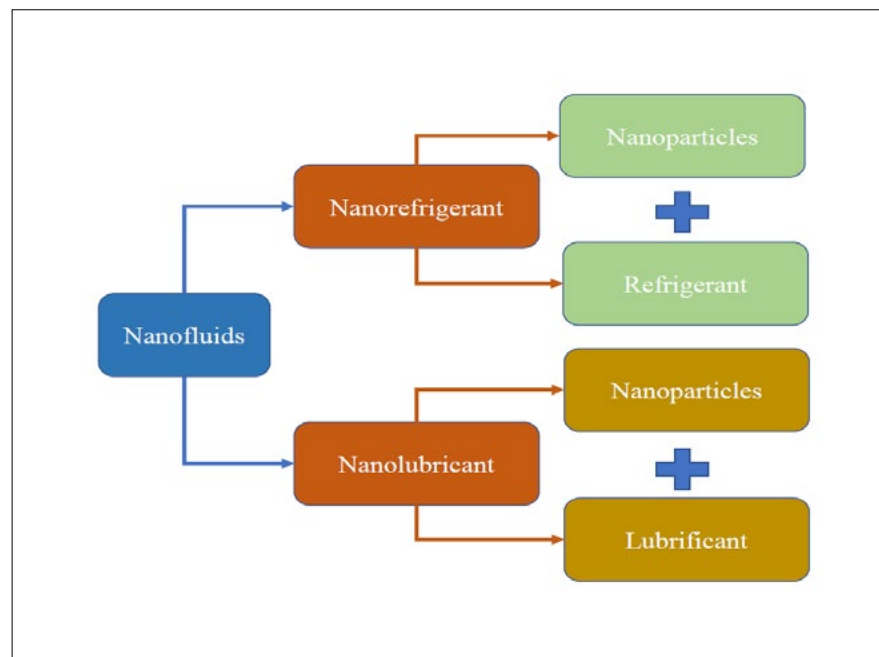 Nanofluids
Nanorefrigerant
Nanoparticles
Refrigerant
Nanolubricant
Nanoparticles
Lubrificant